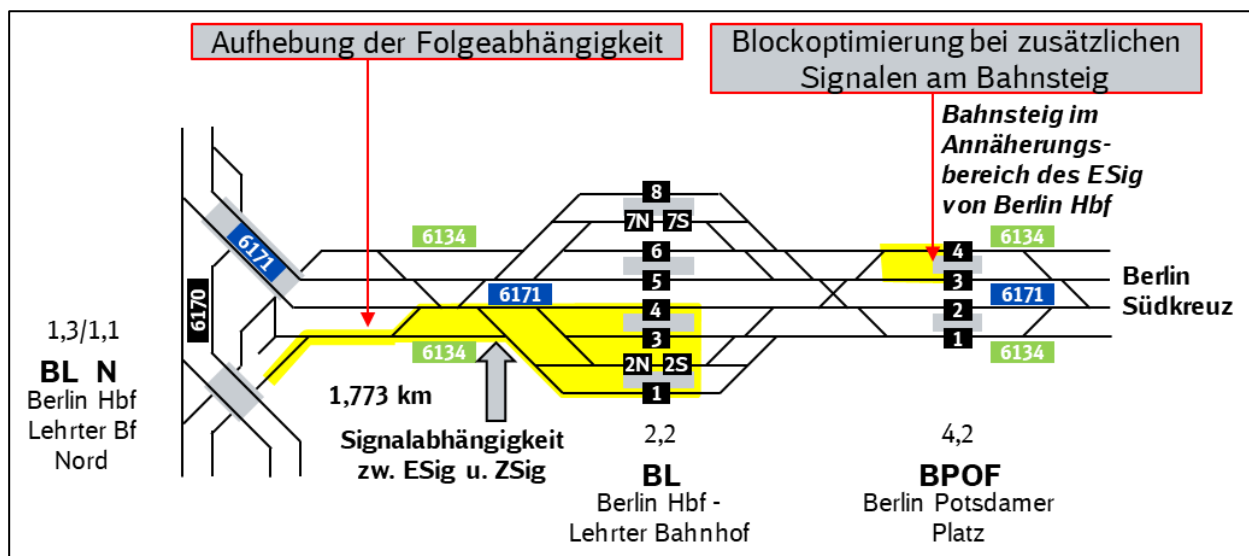 Aufhebung der Folgeabhängigkeit
Blockoptimierung bei zusätzlichen
Signalen am Bahnsteig
Bahnsteig im
Annäherungs-
bereich des ESig
von Berlin Hbf
8
7N 7S
6134
6
4
6134
6171
5
3
Berlin
Südkreuz
6170
6171
4
2
6171
1,3/1,1
3
1
6134
6134
BL N
2N 2S
Berlin Hbf
Lehrter Bf
Nord
1,773 km
1
Signalabhängigkeit
zw. ESig u. ZSig
2,2
BL
Berlin Hbf -
Lehrter Bahnhof
4,2
BPOF
Berlin Potsdamer
Platz